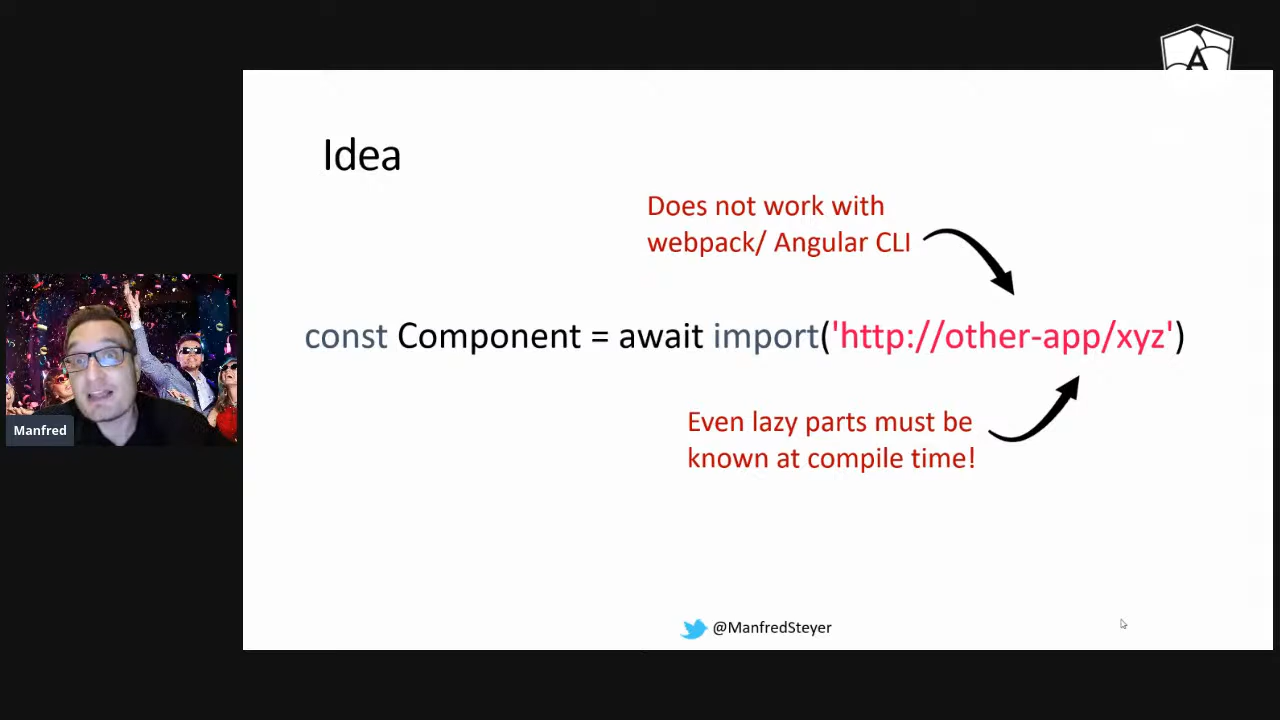 Idea
Does not work with
webpack/ Angular CLI
const Component = await import('http://other-app/xyz')
Even lazy parts must be
known at compile time!
Manfred
@ManfredSteyer
A